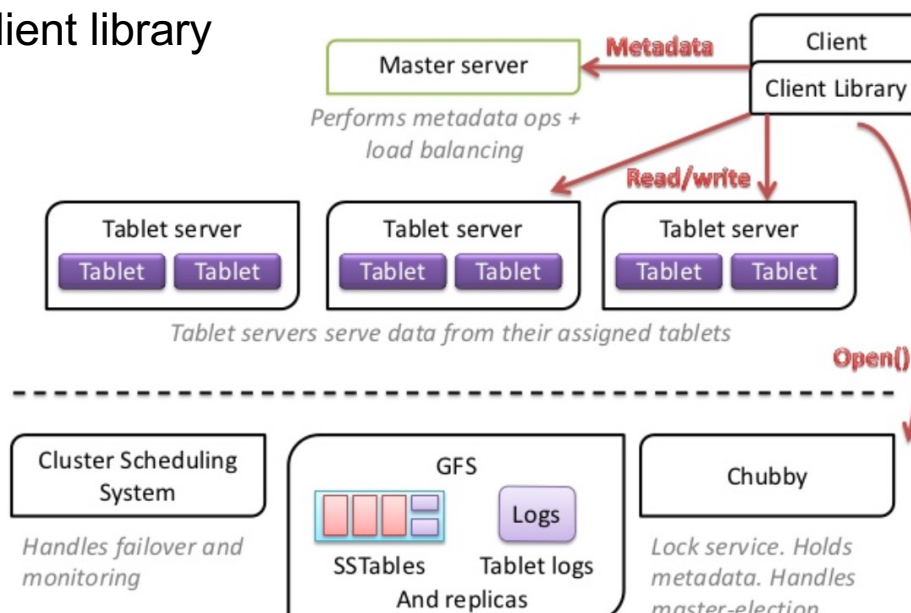 lient library
Client
Metadata
Master server
Client Library
Performs metadata ops +
load balancing
Read/write
Tablet server
Tablet Tablet
Tablet server
Tablet Tablet
Tablet server
Tablet Tablet
Tablet servers serve data from their assigned tablets
Open()
Cluster Scheduling
System
Handles failover and
monitoring
GFS
Logs
SSTables Tablet logs
And replicas
Chubby
Lock service. Holds
metadata. Handles
master-election